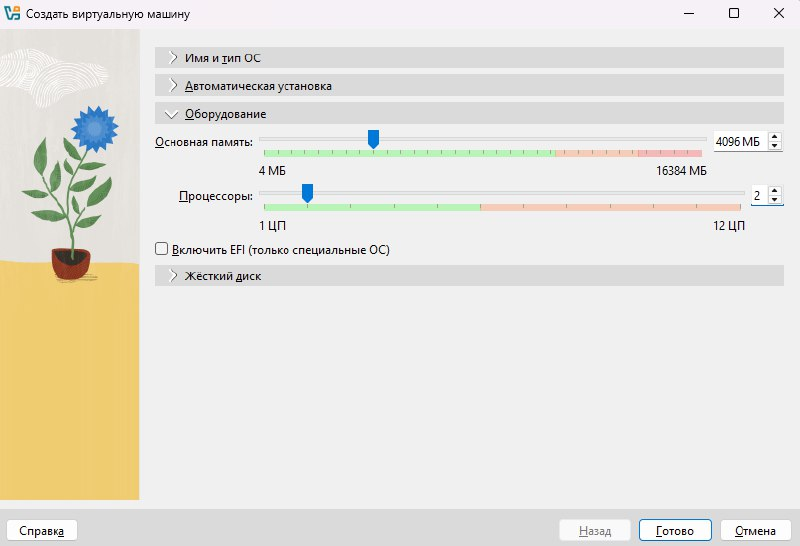 Создать виртуальную машину
Имя и тип ОС
Автоматическая установка
Оборудование
Основная память:
4096 МБ
4 МБ
16384 МБ
Процессоры:
2
1 ЦП
12 ЦП
Включить EFI (только специальные ОС)
Жёсткий диск
Справка
Назад
Готово
Отмена